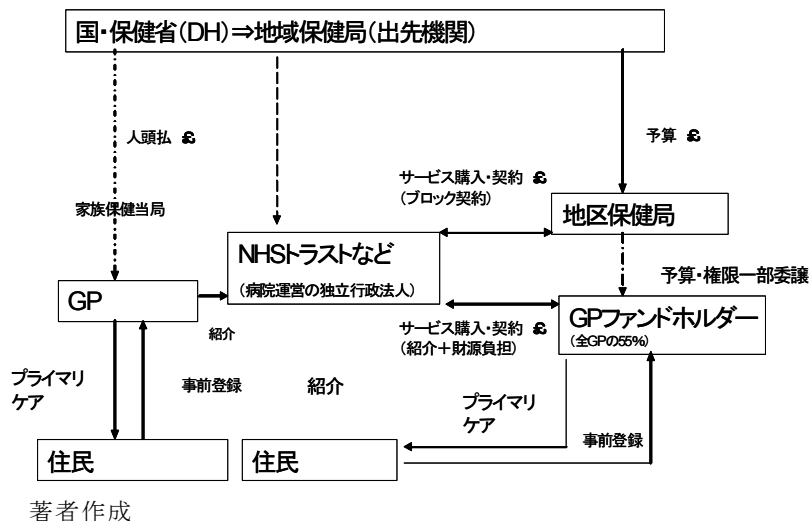 国・保健省(DH)⇒地域保健局(出先機関)
人頭払 £
予算 £
サービス購入・契約 £
(ブロック契約)
家族保健当局
地区保健局
NHSトラストなど
(病院運営の独立行政法人)
予算・権限一部委譲
GP
GPファンドホルダー
(全GPの55%)
紹介
サービス購入・契約 £
(紹介+財源負担)
プライマリ
ケア
事前登録
紹介
プライマリ
ケア
事前登録
住民
住民
著者作成